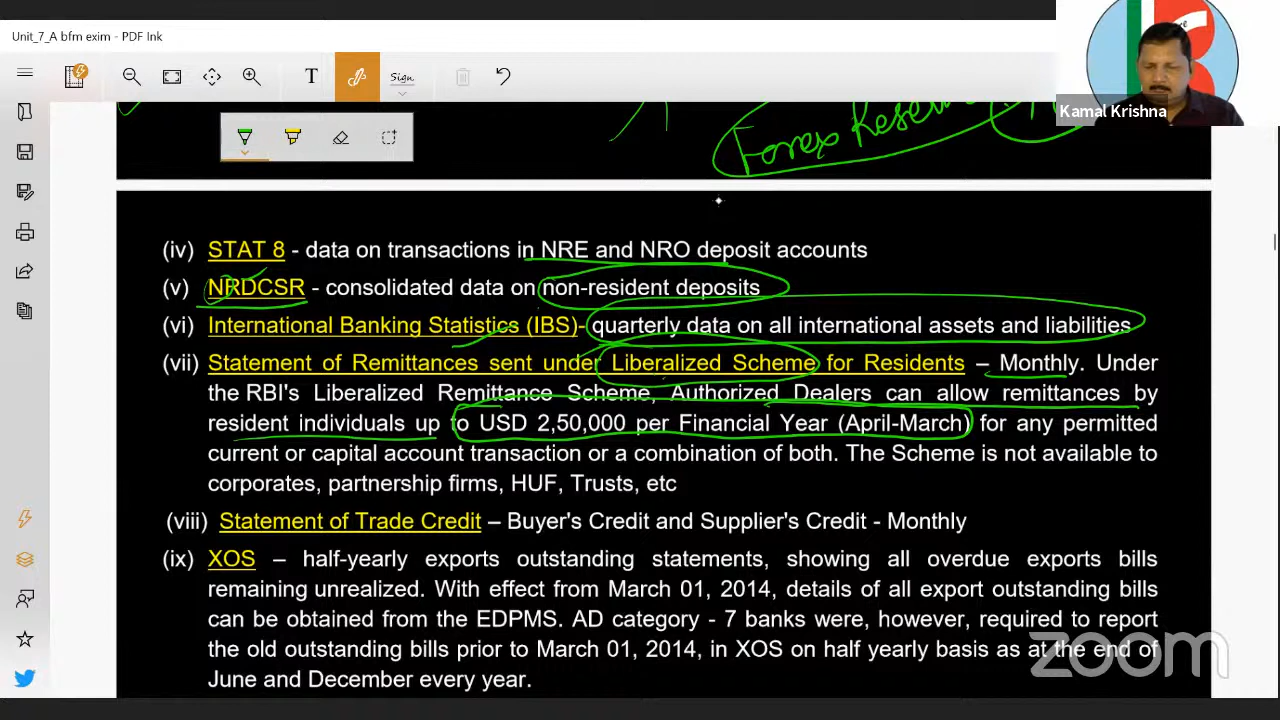 Unit_7_A bfm exim - PDF Ink
T
Sign
Kamal Krishna
Forex
(iv) STAT 8 - data on transactions in NRE and NRO deposit accounts
(v) NRDCSR - consolidated data on non-resident deposits
(vi) International Banking Statistics (IBS)- quarterly data on all international assets and liabilities
(vii) Statement of Remittances sent under Liberalized Scheme for Residents – Monthly. Under
the RBI's Liberalized Remittance Scheme, Authorized Dealers can allow remittances by
resident individuals up to USD 2,50,000 per Financial Year (April-March) for any permitted
current or capital account transaction or a combination of both. The Scheme is not available to
corporates, partnership firms, HUF, Trusts, etc
(viii) Statement of Trade Credit – Buyer's Credit and Supplier's Credit - Monthly
(ix) XOS – half-yearly exports outstanding statements, showing all overdue exports bills
remaining unrealized. With effect from March 01, 2014, details of all export outstanding bills
can be obtained from the EDPMS. AD category - 7 banks were, however, required to report
the old outstanding bills prior to March 01, 2014, in XOS on half yearly basis as at the end of
June and December every year.
zoom